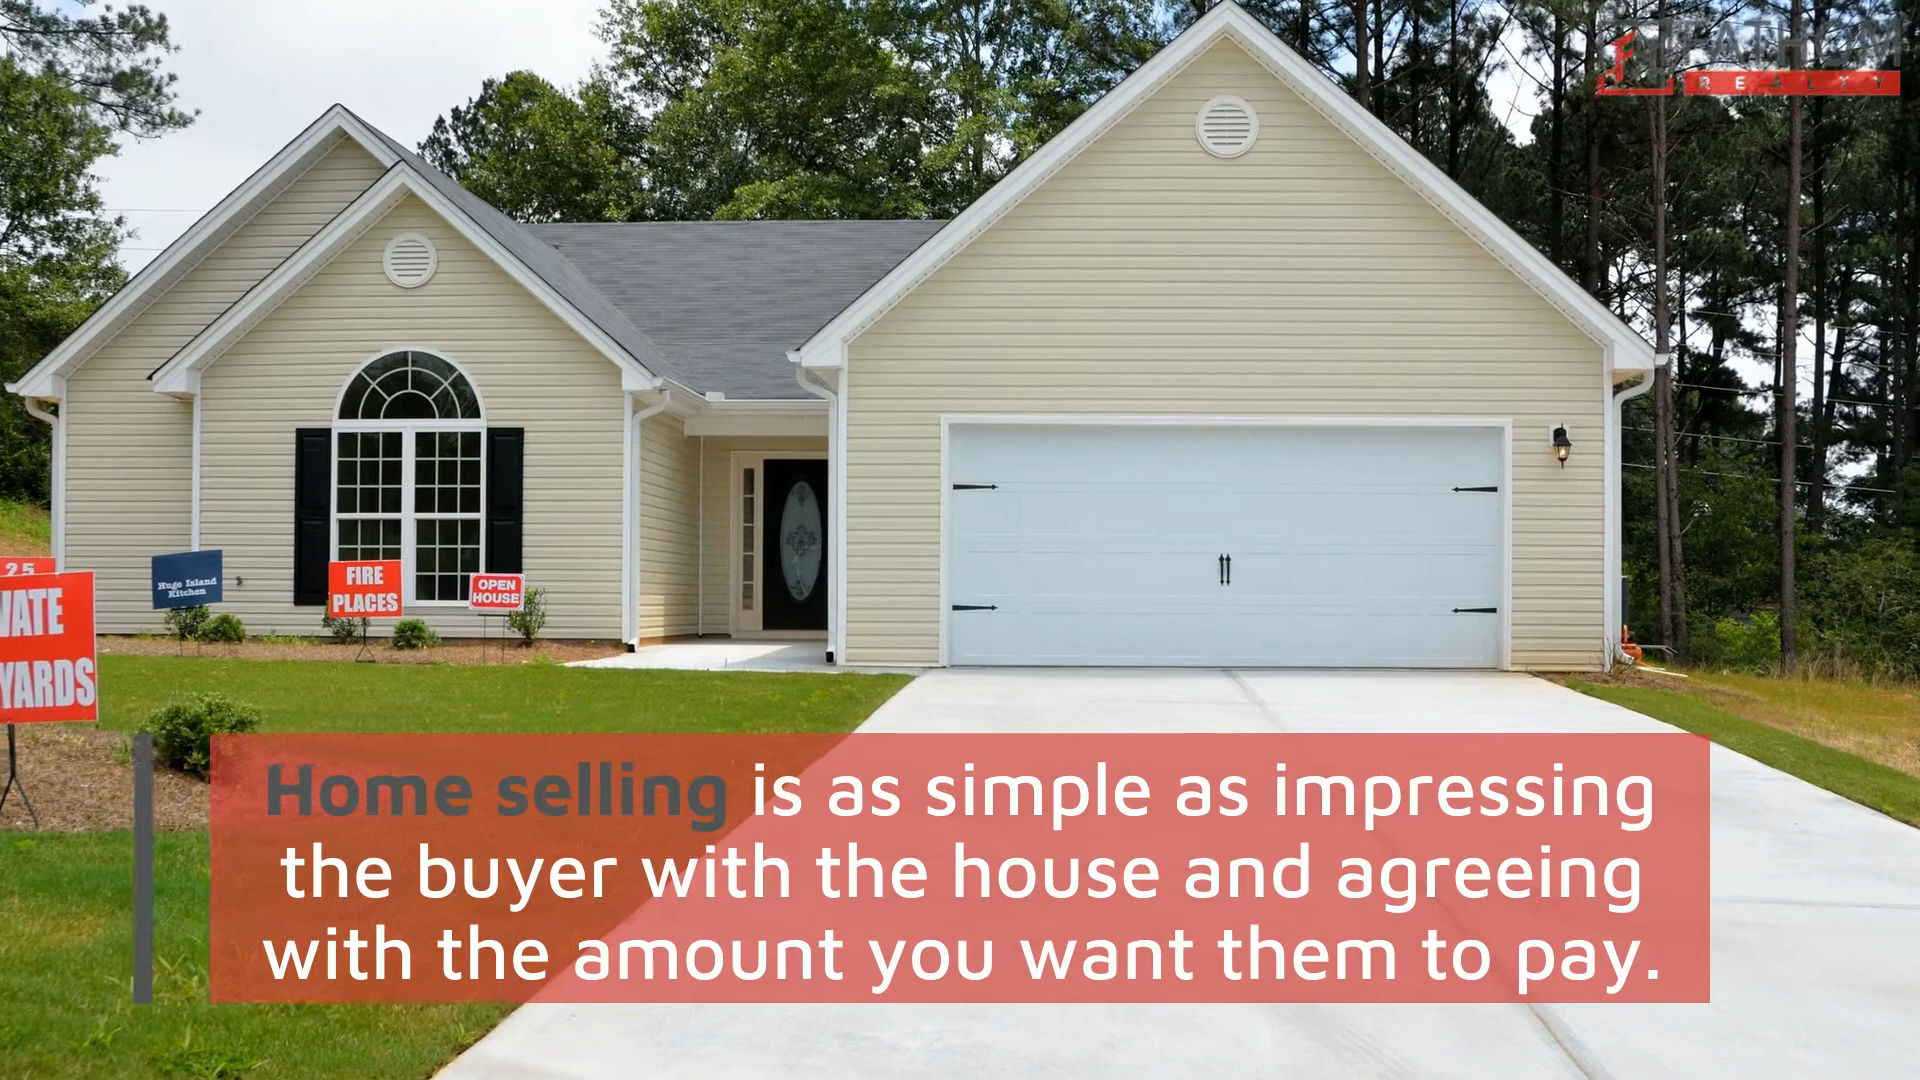 FATHOM
REALTY
25
VATE
YARDS
Huge Island
Kitchen
FIRE
PLACES
OPEN
HOUSE
Home selling is as simple as impressing
the buyer with the house and agreeing
with the amount you want them to pay.